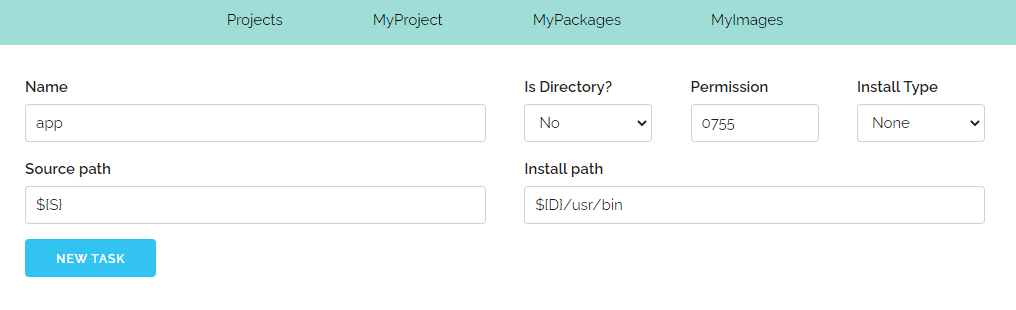 Projects MyProject MyPackages MyImages
Name Is Directory? Permission Install Type
app No 0755 None
Source path Install path
${S} ${D}/usr/bin
NEW TASK